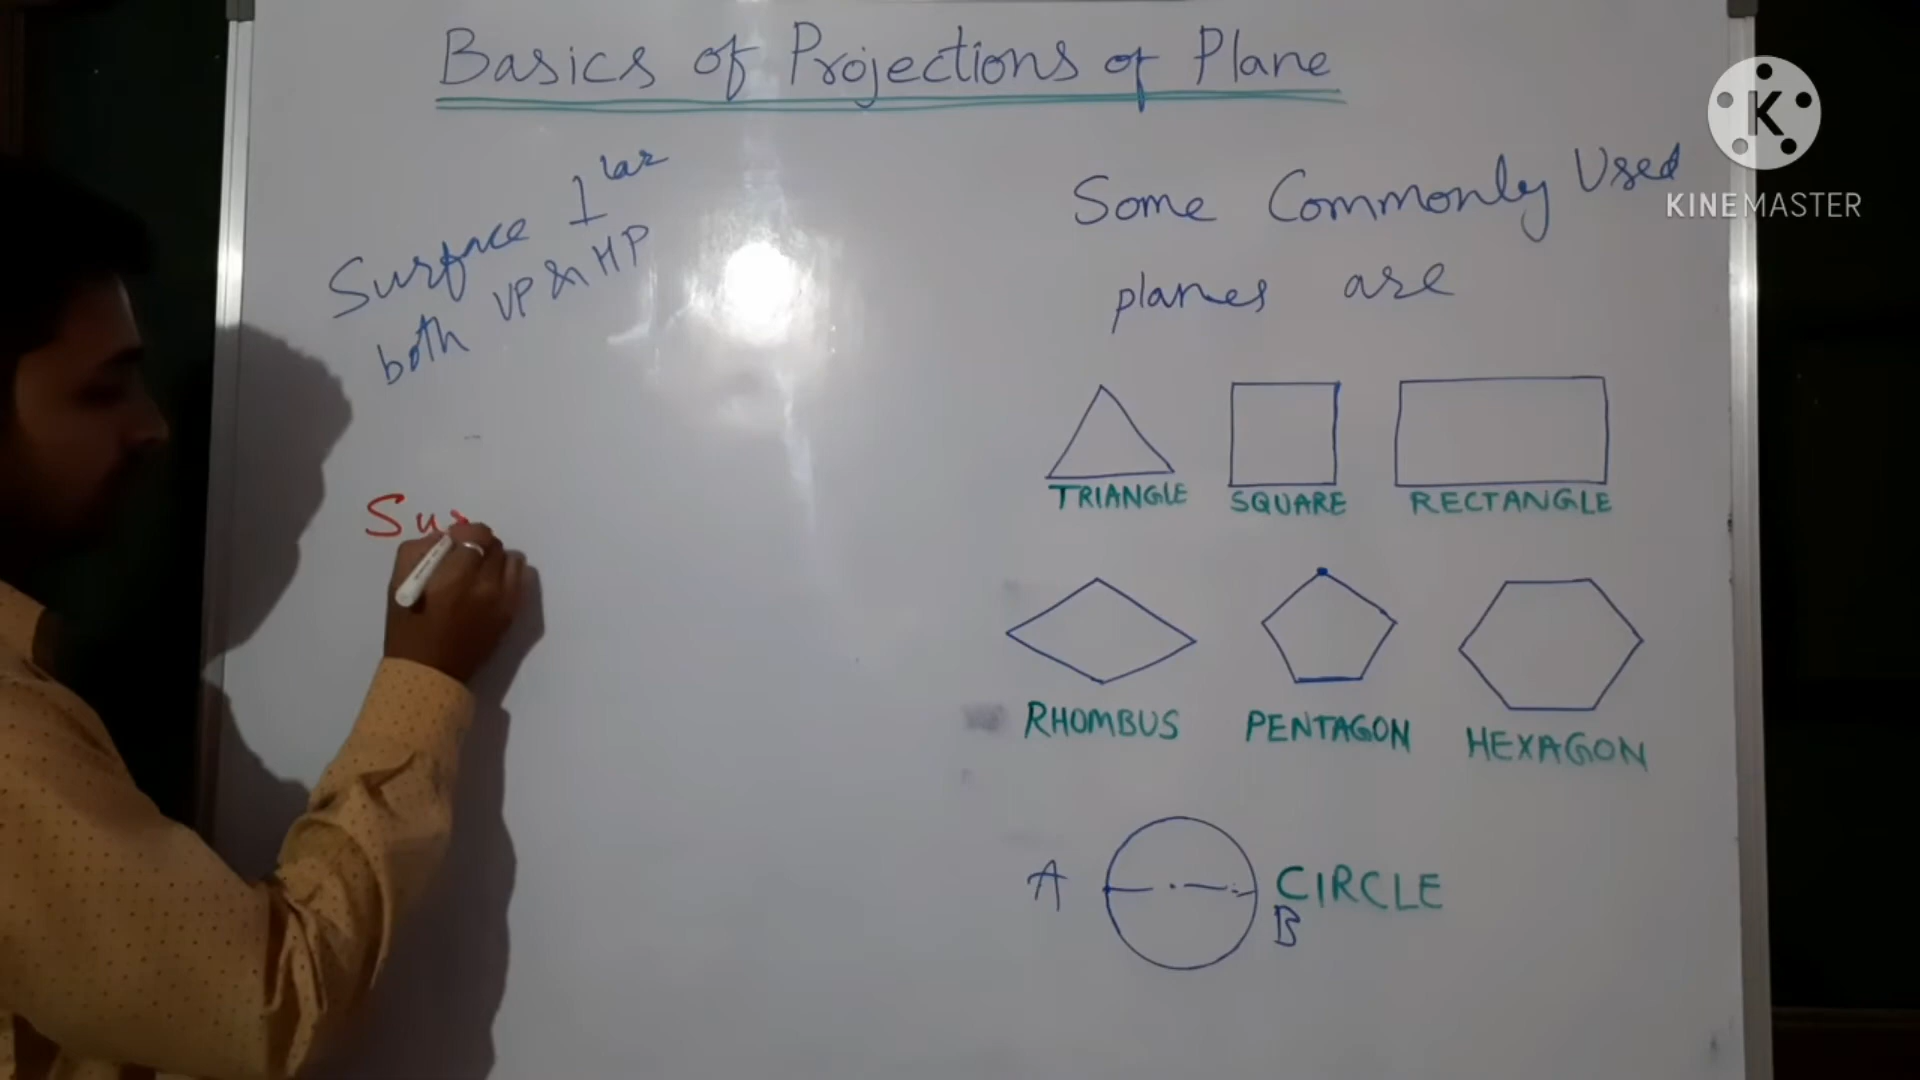 Basics of Projections of Plane
Surface ⊥lar
both VP & HP
Sur
Some Commonly Used
planes are
TRIANGLE
SQUARE
RECTANGLE
RHOMBUS
PENTAGON
HEXAGON
A
CIRCLE
B
K
KINEMASTER